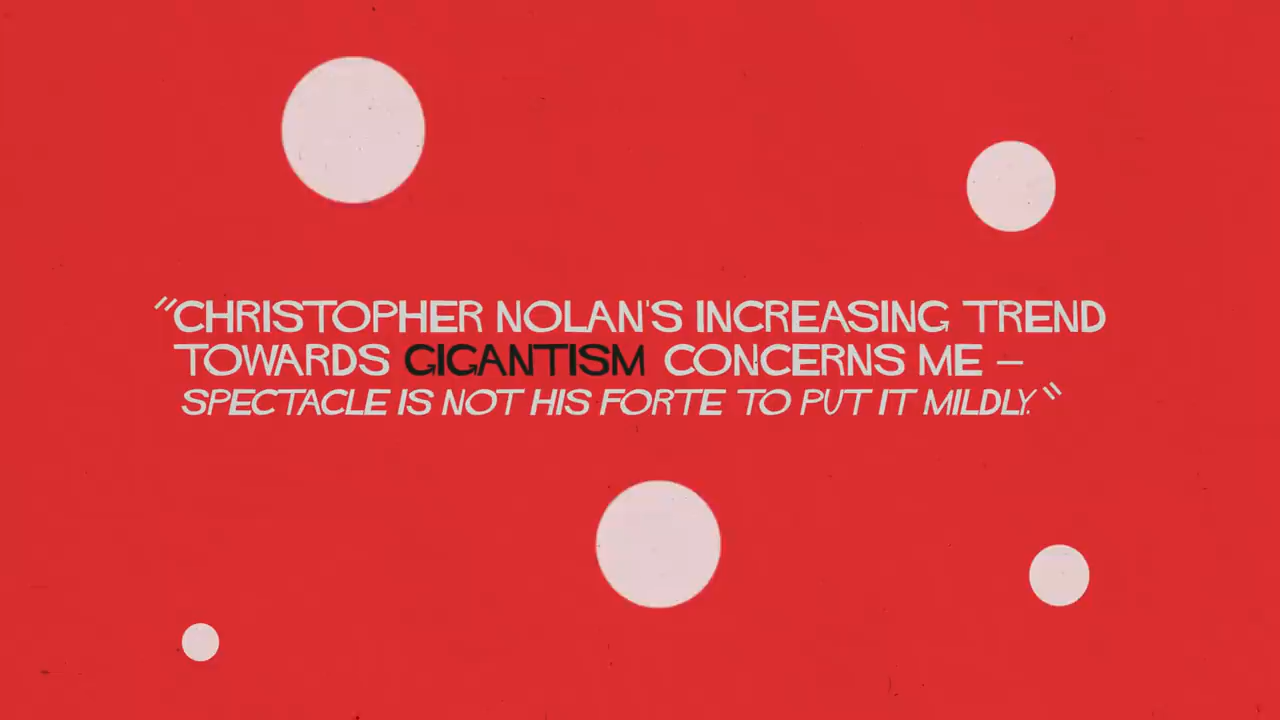 "CHRISTOPHER NOLAN'S INCREASING TREND
TOWARDS GIGANTISM CONCERNS ME –
SPECTACLE IS NOT HIS FORTE TO PUT IT MILDLY."